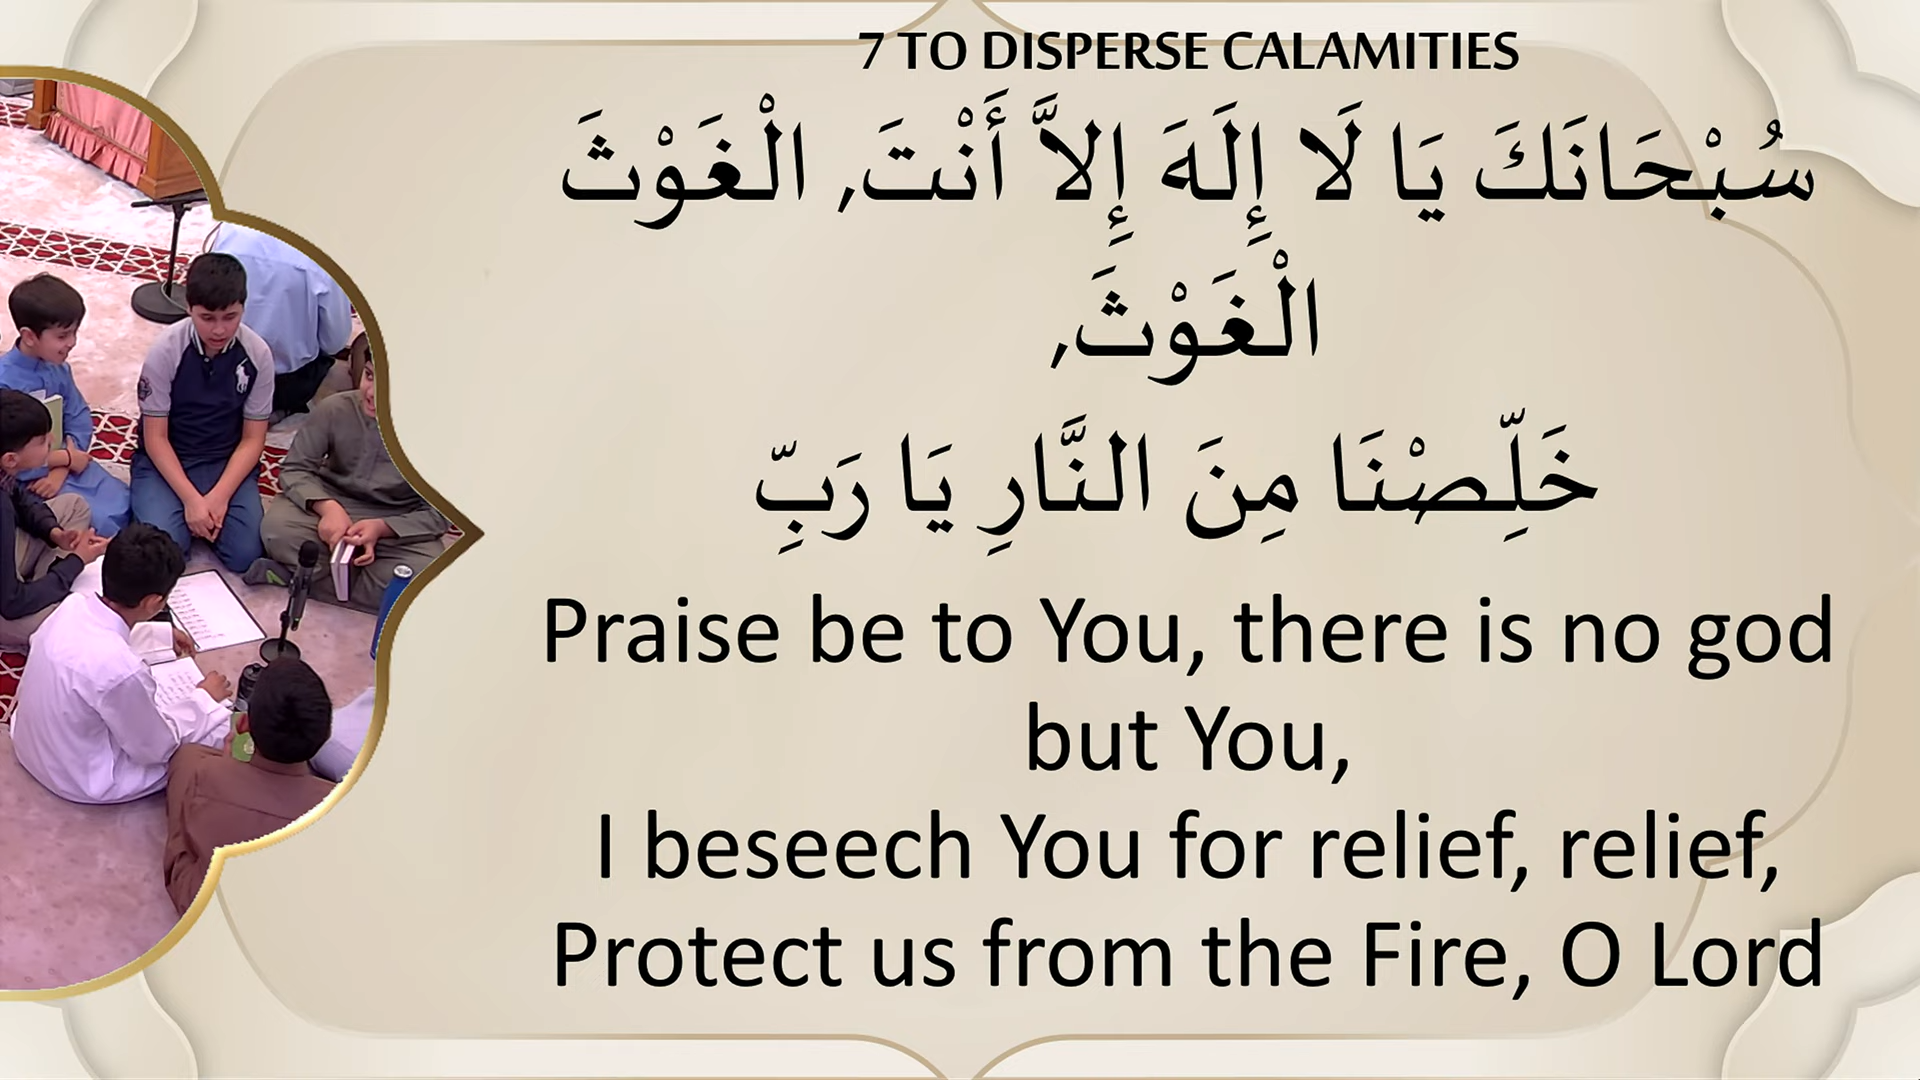 7 TO DISPERSE CALAMITIES
سُبْحَانَكَ يَا لَا إِلَهَ إِلاَّ أَنْتَ, الْغَوْثَ
الْغَوْثَ,
خَلِّصْنَا مِنَ النَّارِ يَا رَبِّ
Praise be to You, there is no god
but You,
I beseech You for relief, relief,
Protect us from the Fire, O Lord